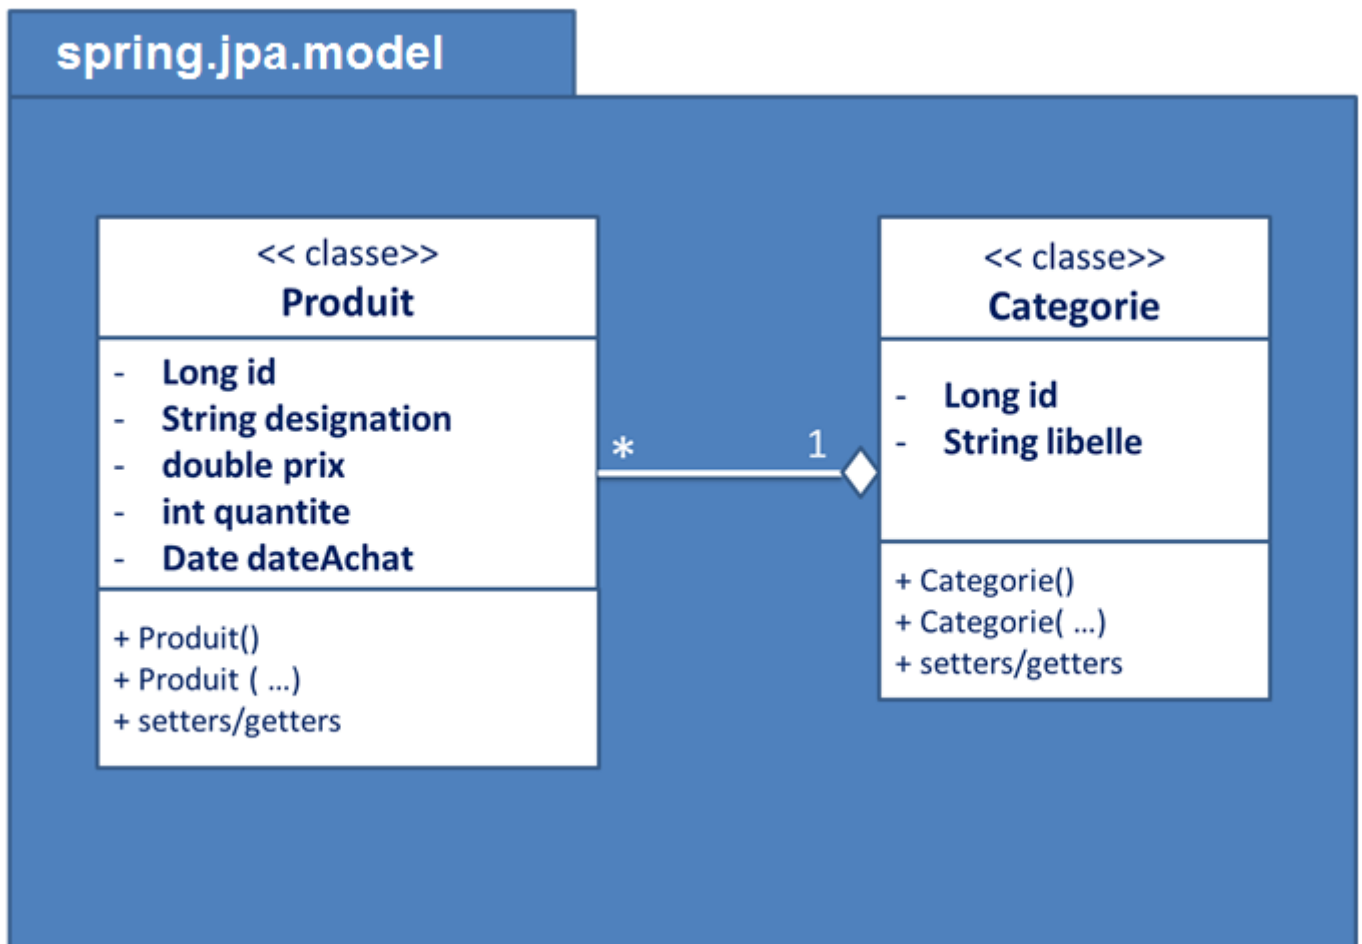 spring.jpa.model
<< classe>>
Produit
- Long id
- String designation
- double prix
- int quantite
- Date dateAchat
+ Produit()
+ Produit ( ...)
+ setters/getters
* 1
<< classe>>
Categorie
- Long id
- String libelle
+ Categorie()
+ Categorie( ...)
+ setters/getters